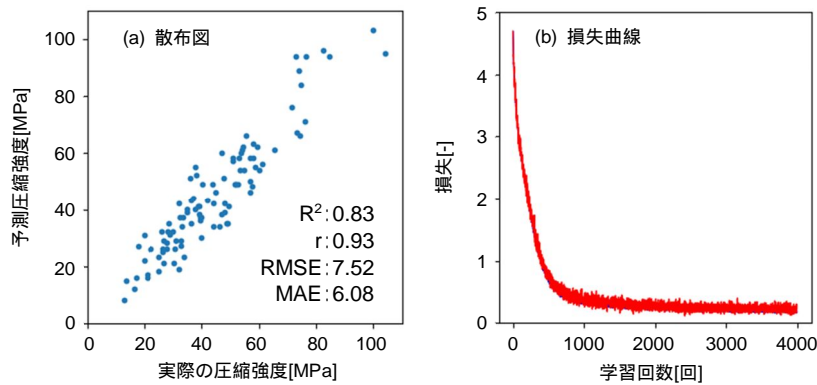 (a) 散布図
予測圧縮強度[MPa]
100
80
60
40
20
0
R²:0.83
r:0.93
RMSE:7.52
MAE:6.08
0 20 40 60 80 100
実際の圧縮強度[MPa]
(b) 損失曲線
損失[-]
5
4
3
2
1
0
0 1000 2000 3000 4000
学習回数[回]